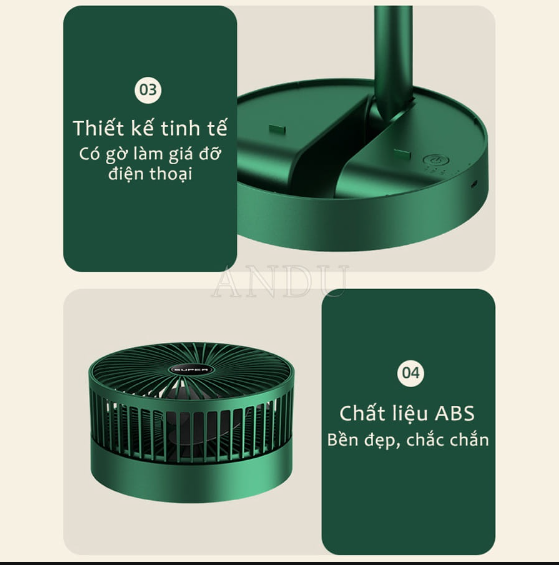 03
Thiết kế tinh tế
Có gờ làm giá đỡ
điện thoại
ANDU
SUPER
04
Chất liệu ABS
Bền đẹp, chắc chắn